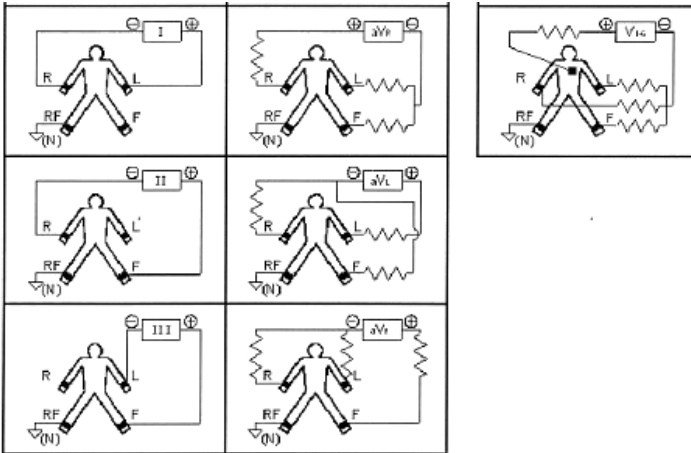 ⊖ I ⊕
R L
RF F
(N)
⊕ aVR ⊖
R L
RF F
(N)
⊕ V1-6 ⊖
R L
RF F
(N)
⊖ II ⊕
R L'
RF F
(N)
⊖ aVL ⊕
R L
RF F
(N)
⊖ III ⊕
R L
RF F
(N)
⊖ aVF ⊕
R L
RF F
(N)